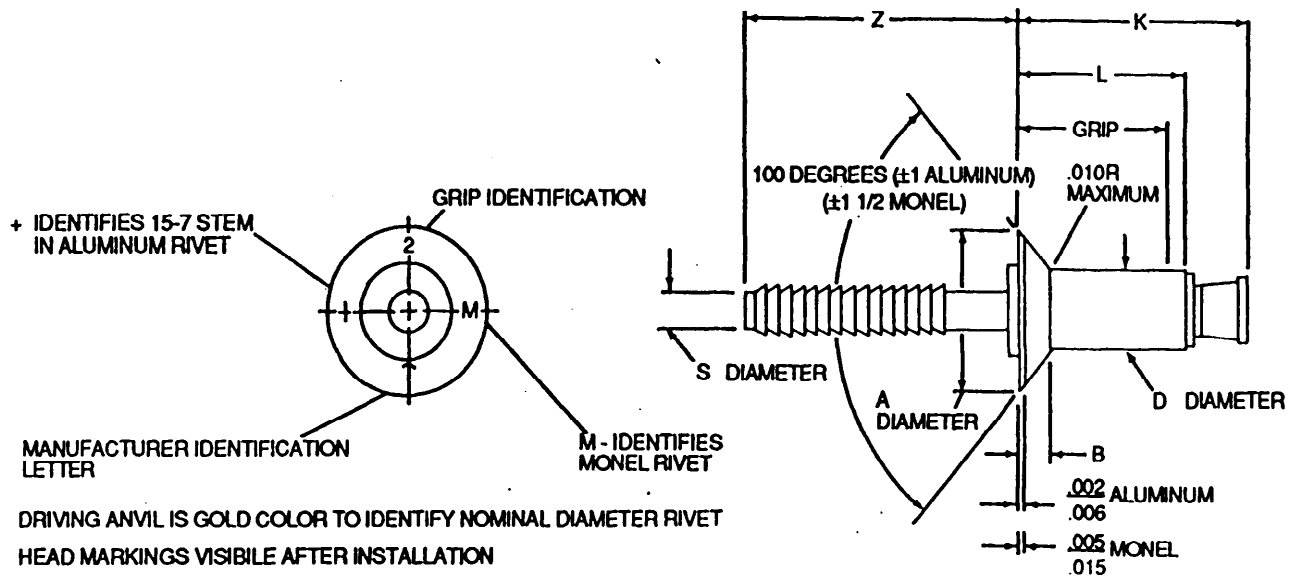 Z
K
L
GRIP
100 DEGREES (±1 ALUMINUM)
(±1 1/2 MONEL)
.010R
MAXIMUM
GRIP IDENTIFICATION
+ IDENTIFIES 15-7 STEM
IN ALUMINUM RIVET
2
+
+
M
S DIAMETER
A
DIAMETER
D DIAMETER
MANUFACTURER IDENTIFICATION
LETTER
M - IDENTIFIES
MONEL RIVET
B
.002
.006
ALUMINUM
.005
.015
MONEL
DRIVING ANVIL IS GOLD COLOR TO IDENTIFY NOMINAL DIAMETER RIVET
HEAD MARKINGS VISIBILE AFTER INSTALLATION